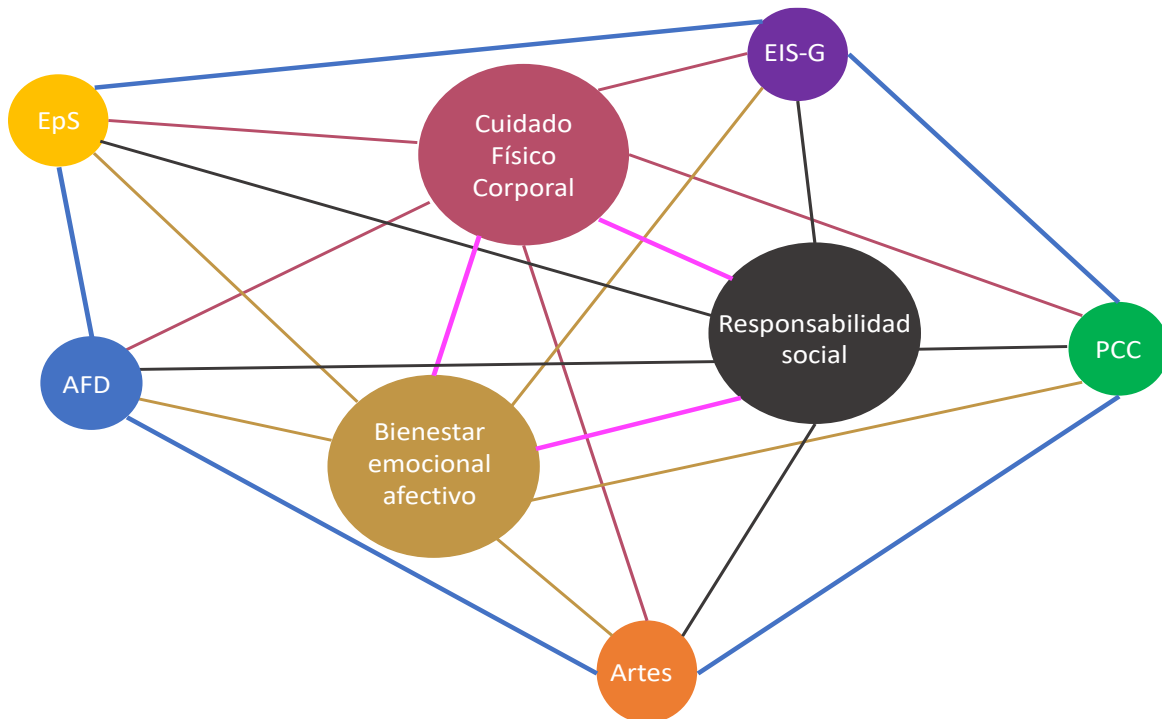 EIS-G
EpS
Cuidado
Físico
Corporal
Responsabilidad
social
PCC
AFD
Bienestar
emocional
afectivo
Artes